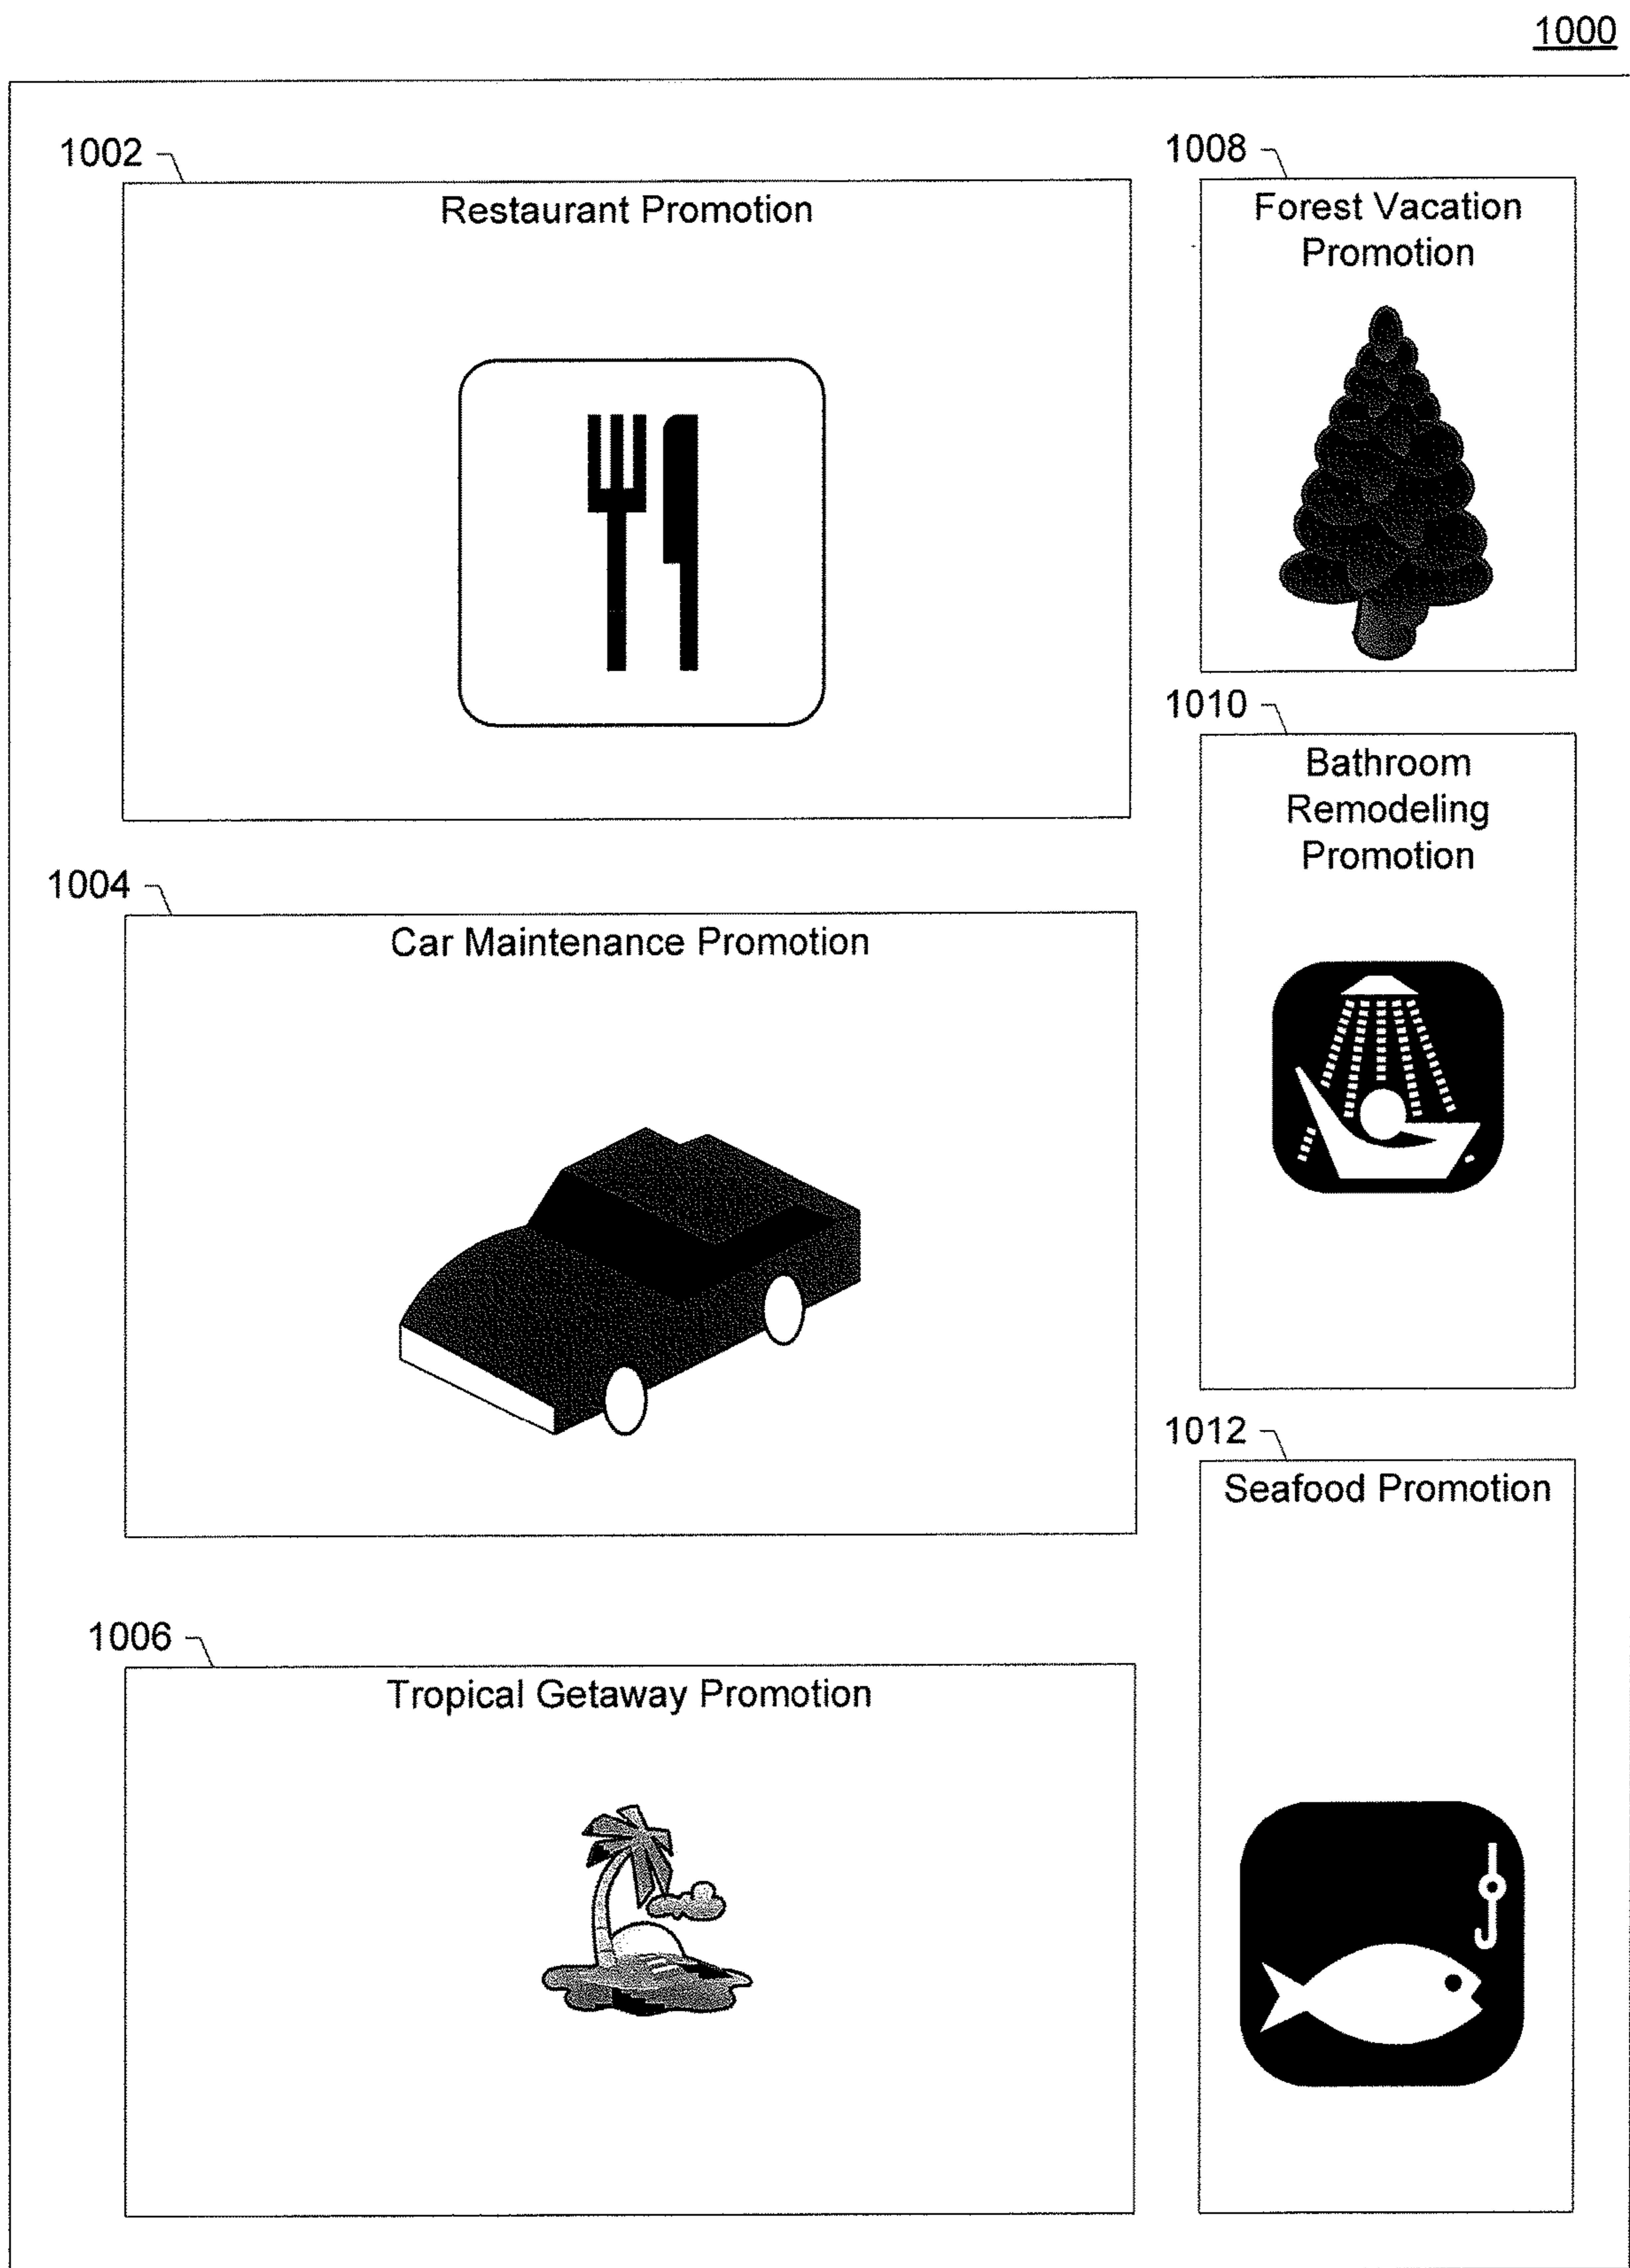 1000
1002
Restaurant Promotion
1004
Car Maintenance Promotion
1006
Tropical Getaway Promotion
1008
Forest Vacation
Promotion
1010
Bathroom
Remodeling
Promotion
1012
Seafood Promotion